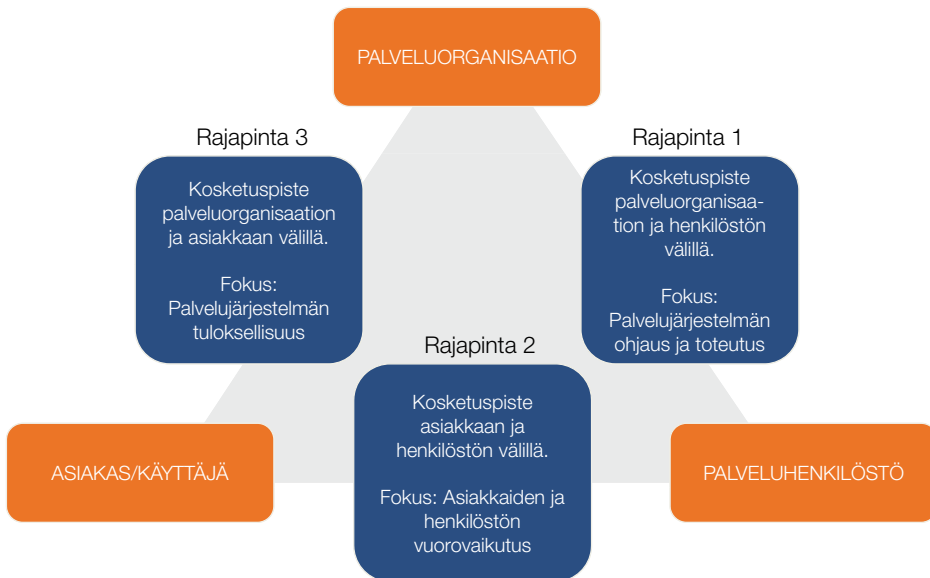 PALVELUORGANISAATIO
Rajapinta 3
Kosketuspiste
palveluorganisaation
ja asiakkaan välillä.
Fokus:
Palvelujärjestelmän
tuloksellisuus
Rajapinta 1
Kosketuspiste
palveluorganisaa-
tion ja henkilöstön
välillä.
Fokus:
Palvelujärjestelmän
ohjaus ja toteutus
Rajapinta 2
Kosketuspiste
asiakkaan ja
henkilöstön välillä.
Fokus: Asiakkaiden ja
henkilöstön
vuorovaikutus
ASIAKAS/KÄYTTÄJÄ
PALVELUHENKILÖSTÖ